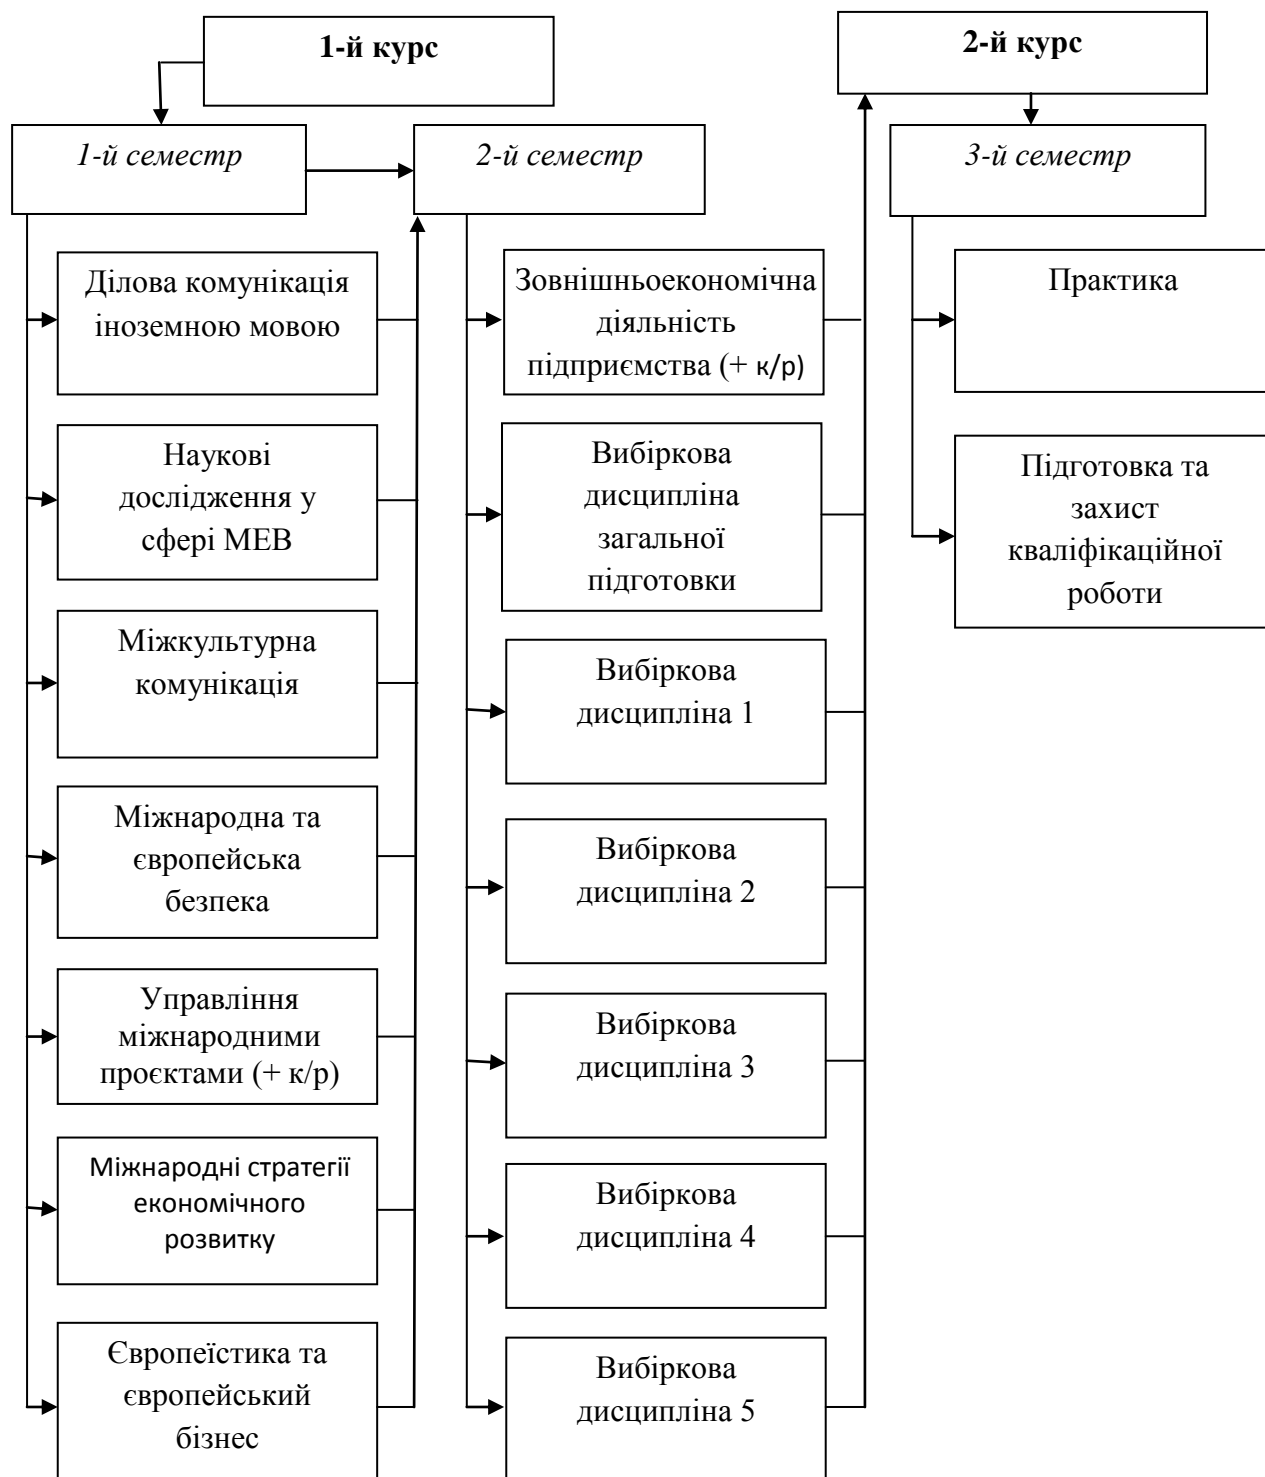 1-й курс
2-й курс
1-й семестр
2-й семестр
3-й семестр
Ділова комунікація
іноземною мовою
Наукові
дослідження у
сфері МЕВ
Міжкультурна
комунікація
Міжнародна та
європейська
безпека
Управління
міжнародними
проєктами (+ к/р)
Міжнародні стратегії
економічного
розвитку
Європеїстика та
європейський
бізнес
Зовнішньоекономічна
діяльність
підприємства (+ к/р)
Вибіркова
дисципліна
загальної
підготовки
Вибіркова
дисципліна 1
Вибіркова
дисципліна 2
Вибіркова
дисципліна 3
Вибіркова
дисципліна 4
Вибіркова
дисципліна 5
Практика
Підготовка та
захист
кваліфікаційної
роботи